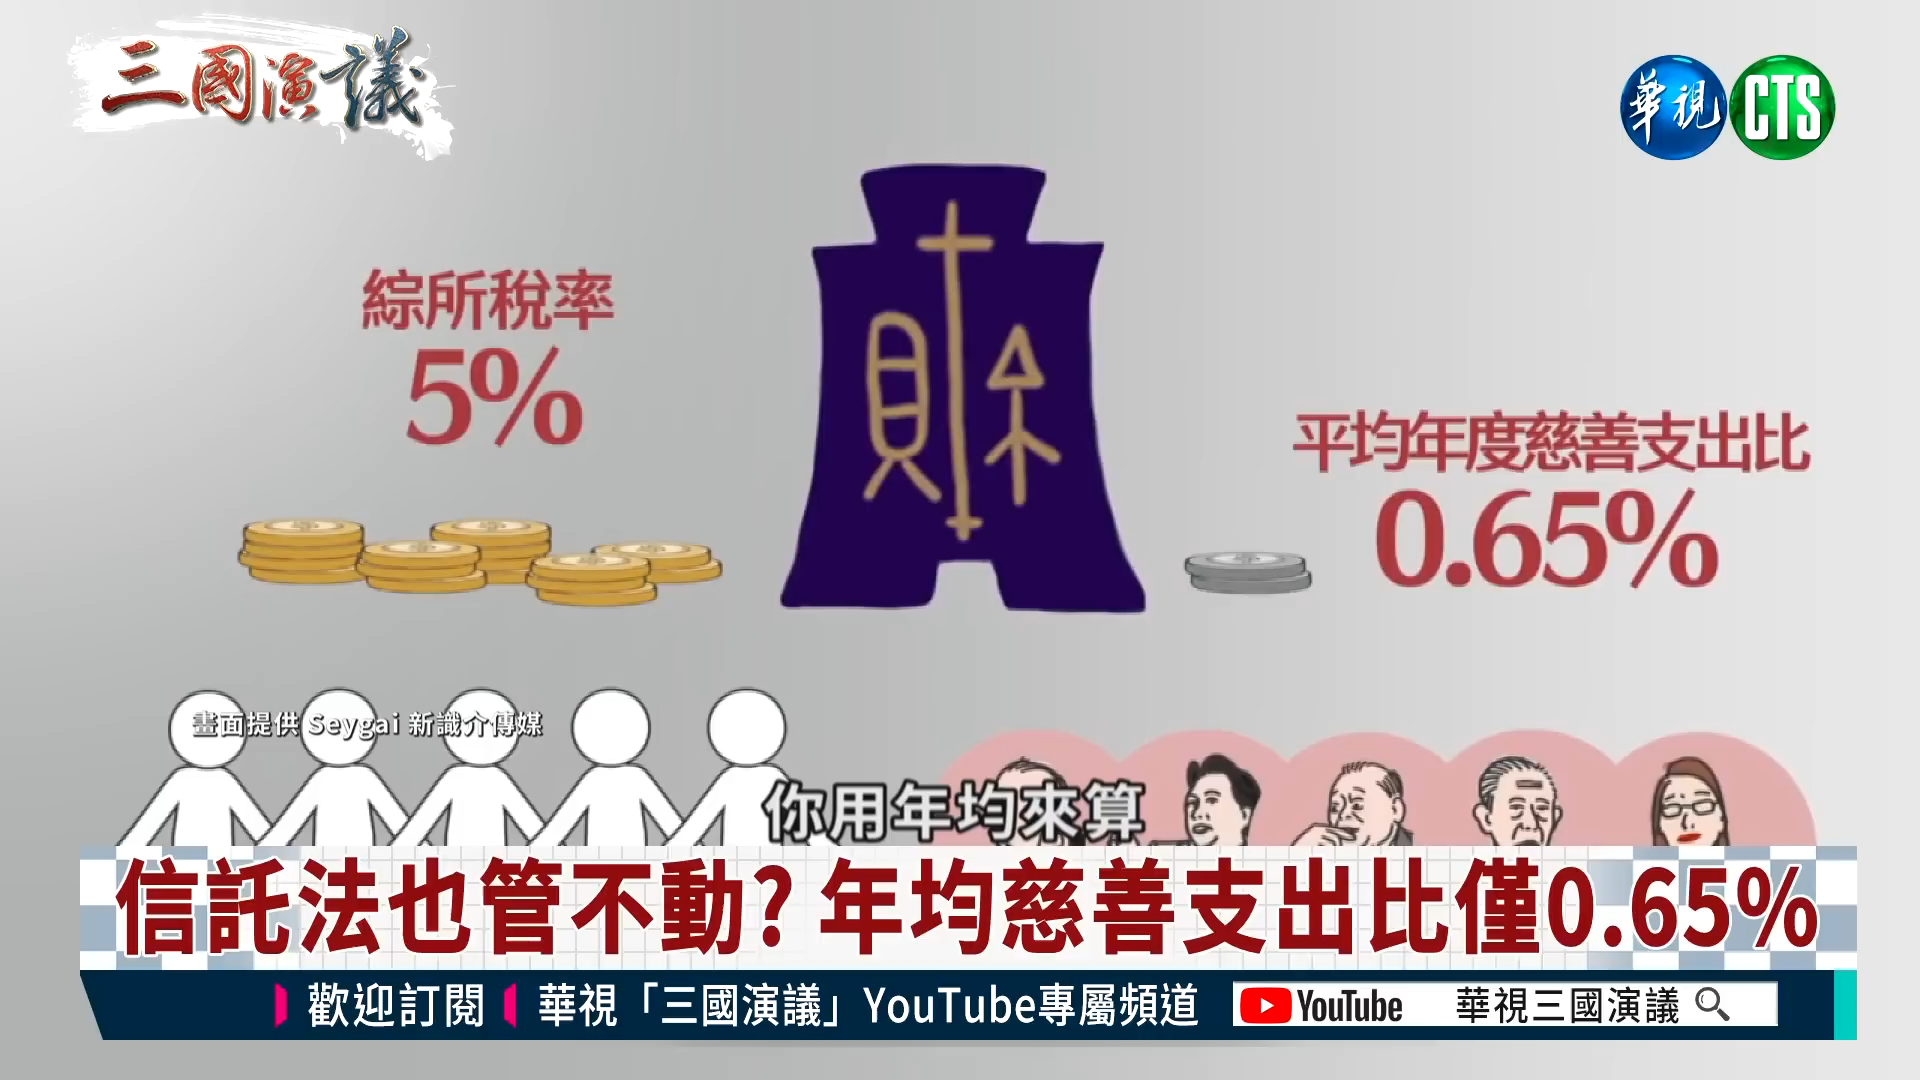 三國演議
華視 CTS
財
綜所稅率
5%
平均年度慈善支出比
0.65%
畫面提供 Seygai 新識介傳媒
你用年均來算
信託法也管不動? 年均慈善支出比僅0.65%
歡迎訂閱 華視「三國演議」YouTube專屬頻道 YouTube 華視三國演議